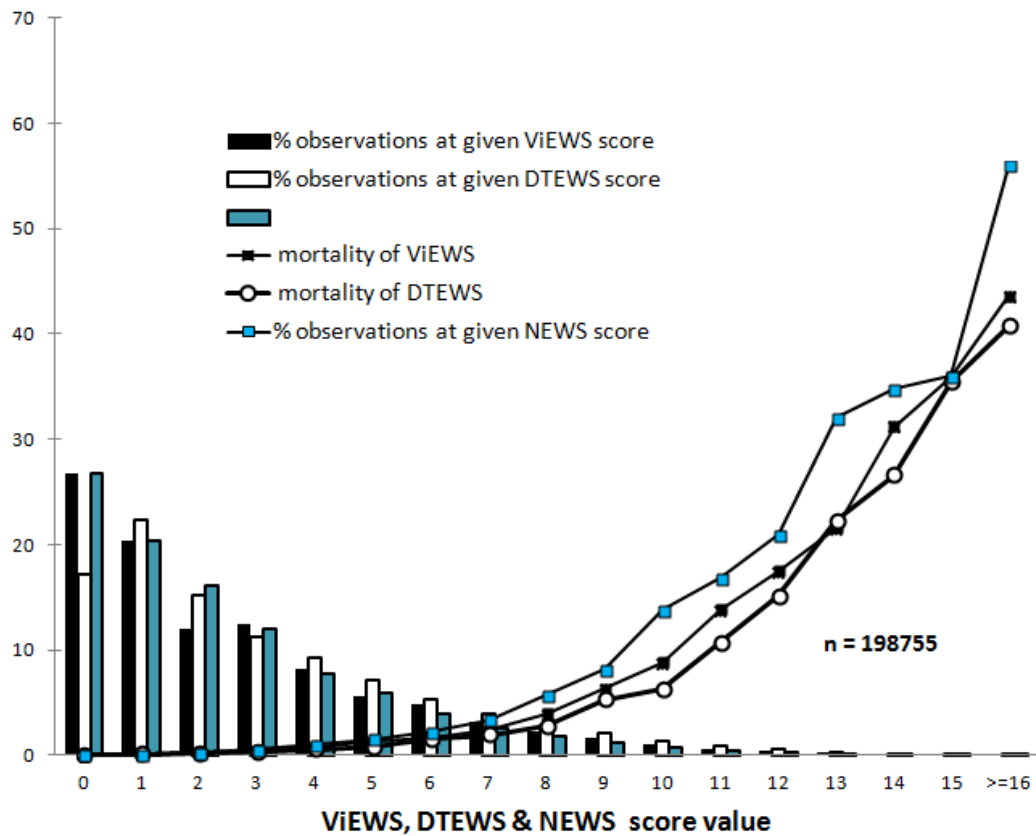 70
60
50
40
30
20
10
0
% observations at given ViEWS score
% observations at given DTEWS score
mortality of ViEWS
mortality of DTEWS
% observations at given NEWS score
n = 198755
0 1 2 3 4 5 6 7 8 9 10 11 12 13 14 15 >=16
ViEWS, DTEWS & NEWS score value